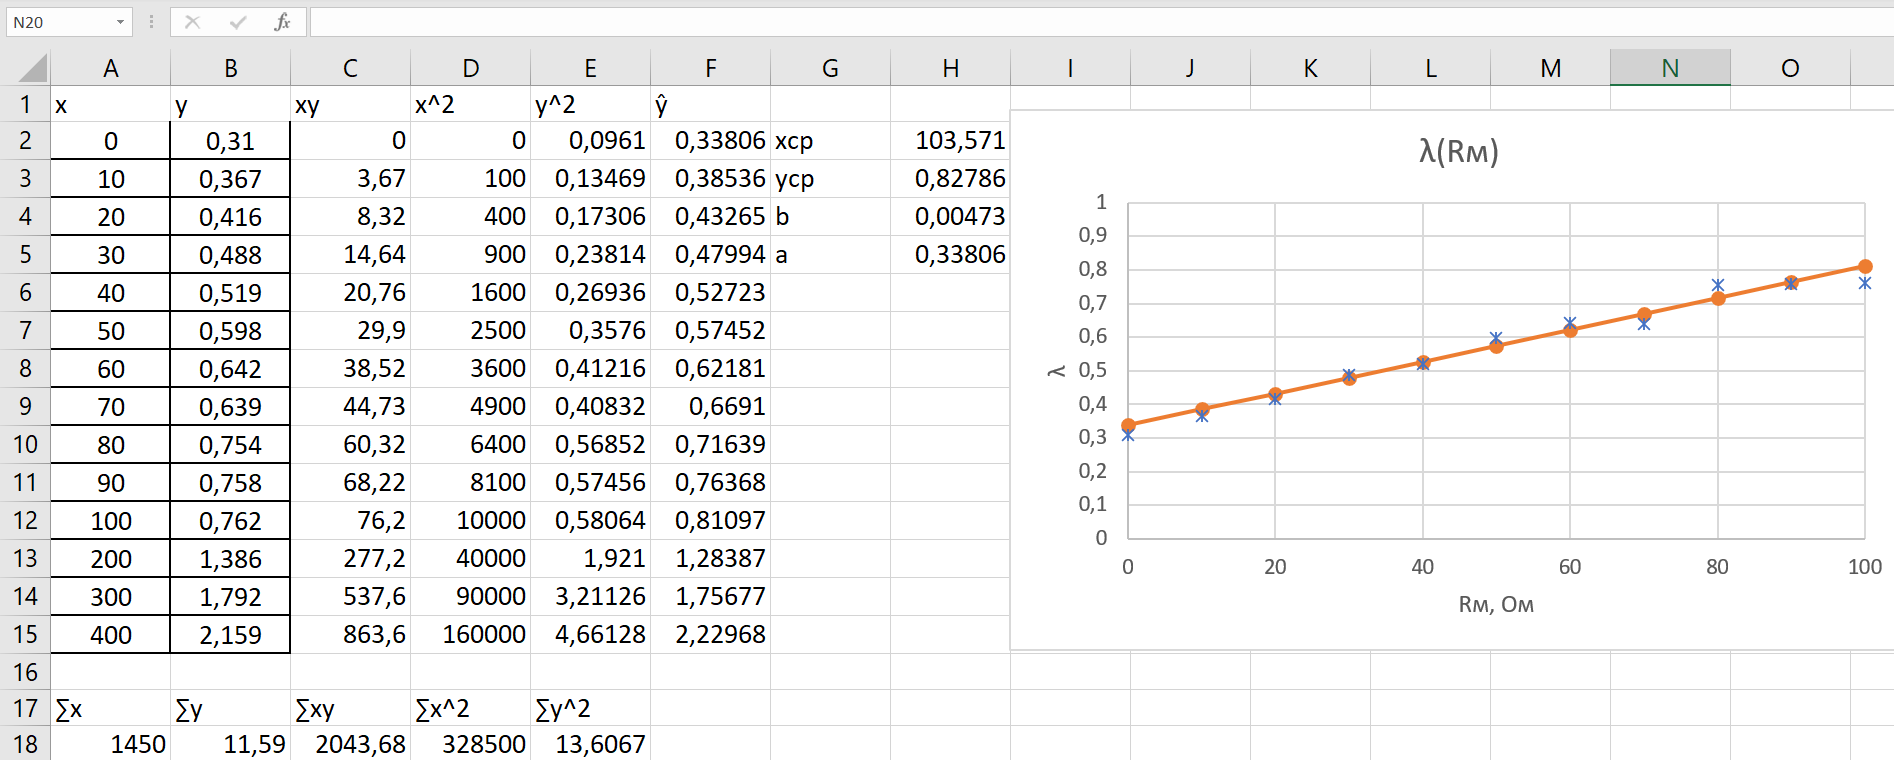 N20 fx
A B C D E F G H I J K L M N O
1 x y xy x^2 y^2 ŷ
2 0 0,31 0 0 0,0961 0,33806 xср 103,571
3 10 0,367 3,67 100 0,13469 0,38536 yср 0,82786
4 20 0,416 8,32 400 0,17306 0,43265 b 0,00473
5 30 0,488 14,64 900 0,23814 0,47994 a 0,33806
6 40 0,519 20,76 1600 0,26936 0,52723
7 50 0,598 29,9 2500 0,3576 0,57452
8 60 0,642 38,52 3600 0,41216 0,62181
9 70 0,639 44,73 4900 0,40832 0,6691
10 80 0,754 60,32 6400 0,56852 0,71639
11 90 0,758 68,22 8100 0,57456 0,76368
12 100 0,762 76,2 10000 0,58064 0,81097
13 200 1,386 277,2 40000 1,921 1,28387
14 300 1,792 537,6 90000 3,21126 1,75677
15 400 2,159 863,6 160000 4,66128 2,22968
16
17 ∑x ∑y ∑xy ∑x^2 ∑y^2
18 1450 11,59 2043,68 328500 13,6067
λ(Rм)
1
0,9
0,8
0,7
0,6
0,5
0,4
0,3
0,2
0,1
0
λ
0 20 40 60 80 100
Rм, Ом